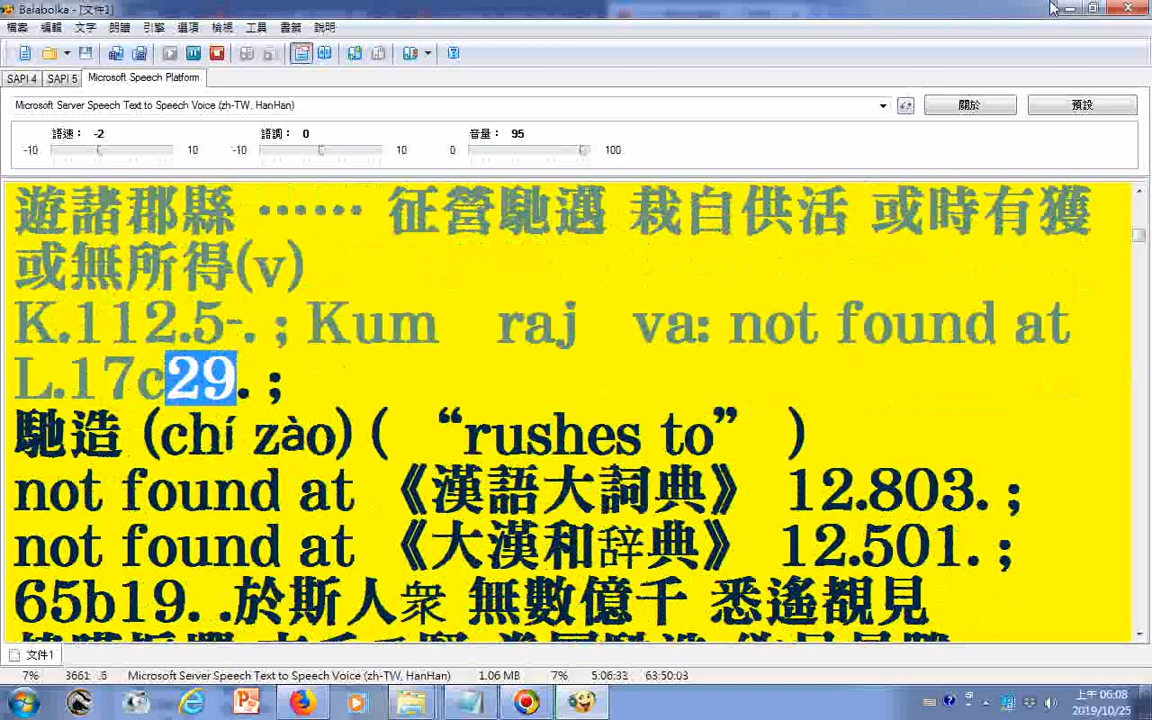 Balabolka - [文件1]
檔案 編輯 文字 朗讀 引擎 選項 檢視 工具 書籤 說明
SAPI 4 SAPI 5 Microsoft Speech Platform
Microsoft Server Speech Text to Speech Voice (zh-TW, HanHan) 關於 預設
語速： -2 語調： 0 音量： 95
-10 10 -10 10 0 100
遊諸郡縣 …… 征營馳邁 栽自供活 或時有獲
或無所得(v)
K.112.5-. ; Kum raj va: not found at
L.17c29. ;
馳造 (chí zào) ( “rushes to” )
not found at 《漢語大詞典》 12.803. ;
not found at 《大漢和辞典》 12.501. ;
65b19. .於斯人衆 無數億千 悉遙覩見
文件1
7% 3661 Microsoft Server Speech Text to Speech Voice (zh-TW, HanHan) 1.06 MB 7% 5:06:33 63:50:03
上午 06:08
2019/10/25